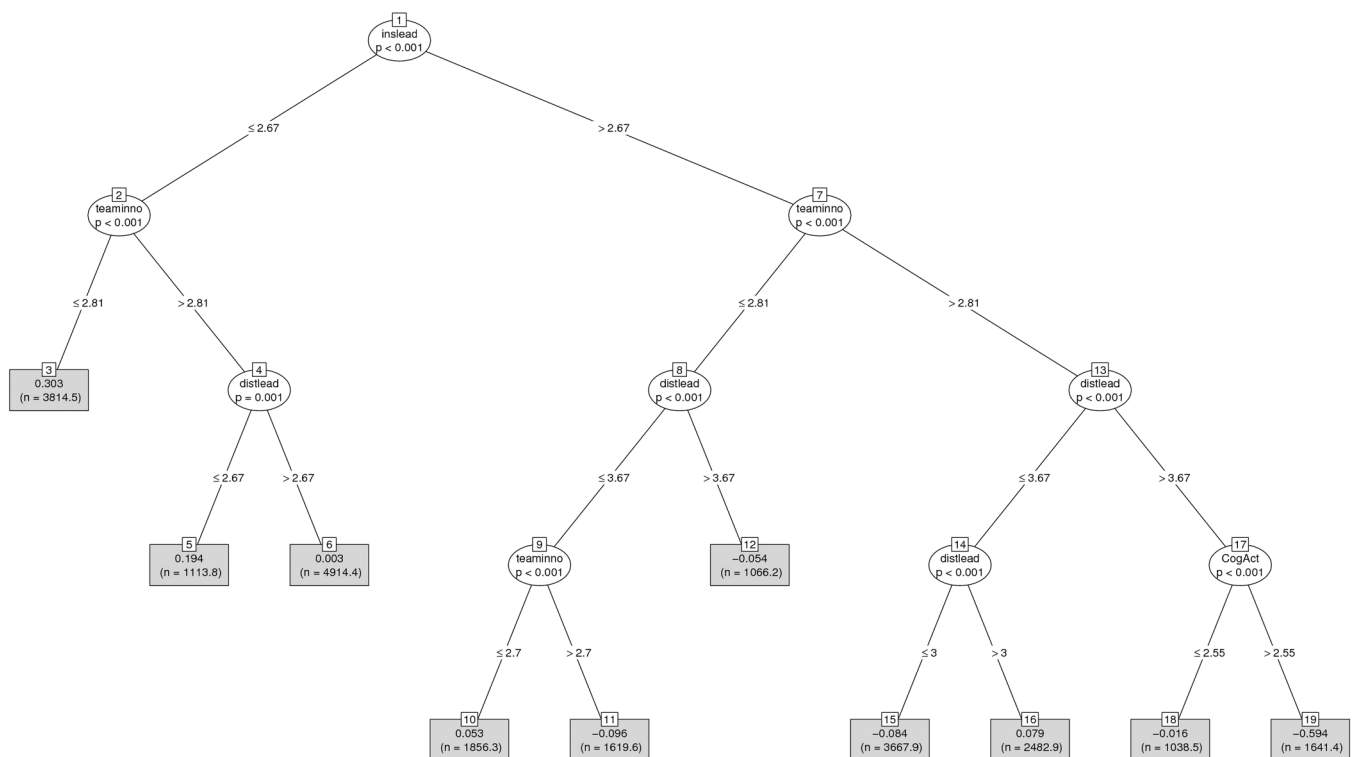 1
inslead
p < 0.001
≤ 2.67
> 2.67
2
teaminno
p < 0.001
7
teaminno
p < 0.001
≤ 2.81
> 2.81
≤ 2.81
> 2.81
3
0.303
(n = 3814.5)
4
distlead
p = 0.001
8
distlead
p < 0.001
13
distlead
p < 0.001
≤ 2.67
> 2.67
≤ 3.67
> 3.67
≤ 3.67
> 3.67
5
0.194
(n = 1113.8)
6
0.003
(n = 4914.4)
9
teaminno
p < 0.001
12
−0.054
(n = 1066.2)
14
distlead
p < 0.001
17
CogAct
p < 0.001
≤ 2.7
> 2.7
≤ 3
> 3
≤ 2.55
> 2.55
10
0.053
(n = 1856.3)
11
−0.096
(n = 1619.6)
15
−0.084
(n = 3667.9)
16
0.079
(n = 2482.9)
18
−0.016
(n = 1038.5)
19
−0.594
(n = 1641.4)